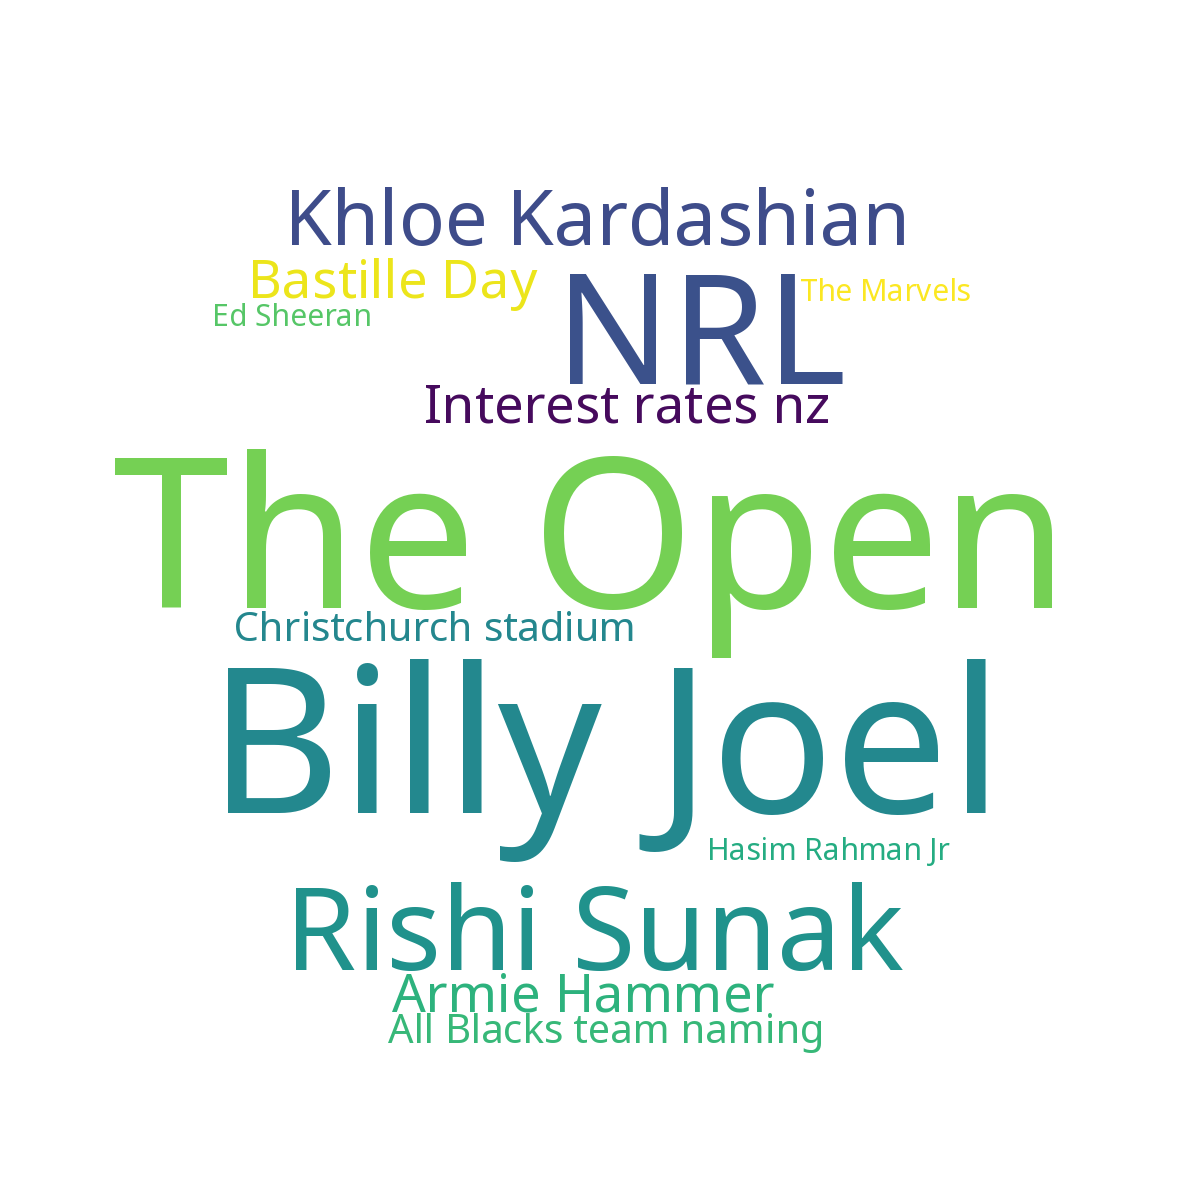 Khloe Kardashian
Bastille Day
NRL
The Marvels
Ed Sheeran
Interest rates nz
The Open
Christchurch stadium
Billy Joel
Hasim Rahman Jr
Rishi Sunak
Armie Hammer
All Blacks team naming